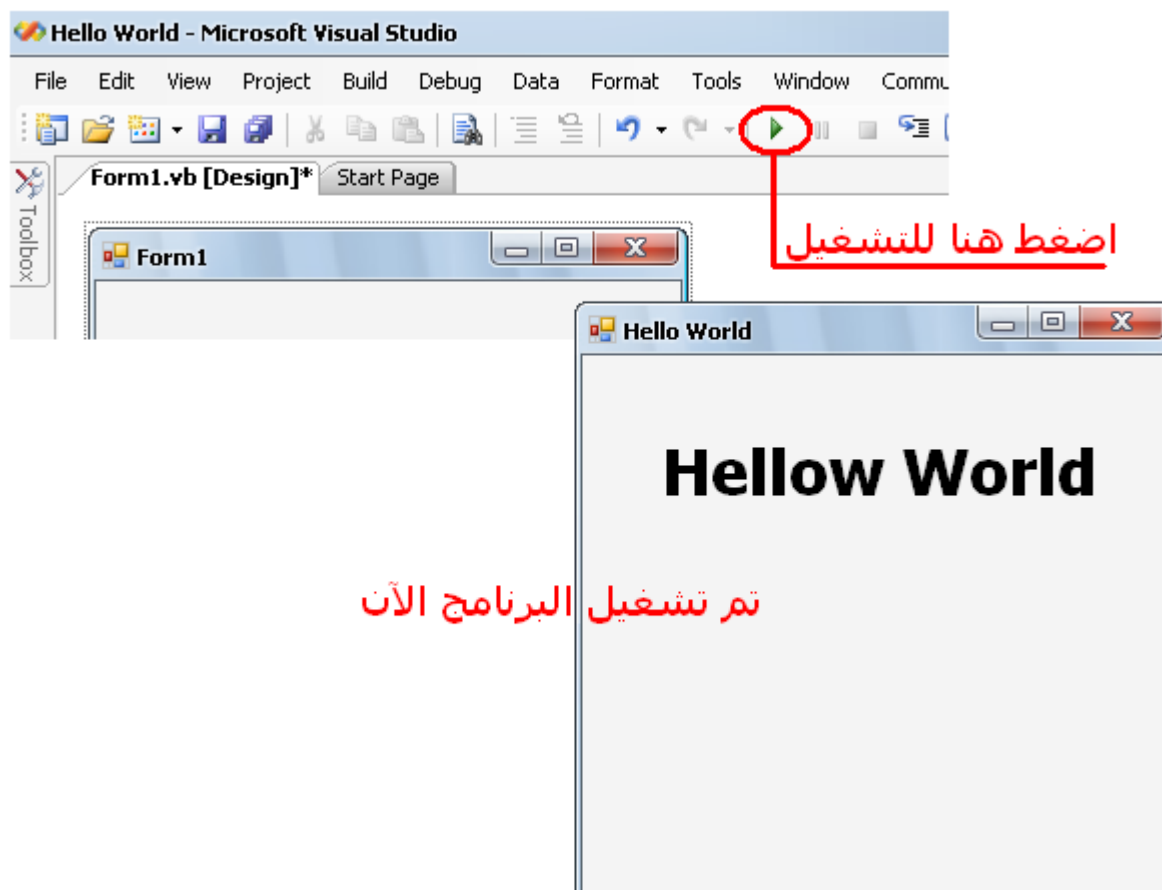 Hello World - Microsoft Visual Studio
File Edit View Project Build Debug Data Format Tools Window Commu
Form1.vb [Design]* Start Page
Toolbox
Form1
اضغط هنا للتشغيل
Hello World
Hellow World
تم تشغيل البرنامج الآن